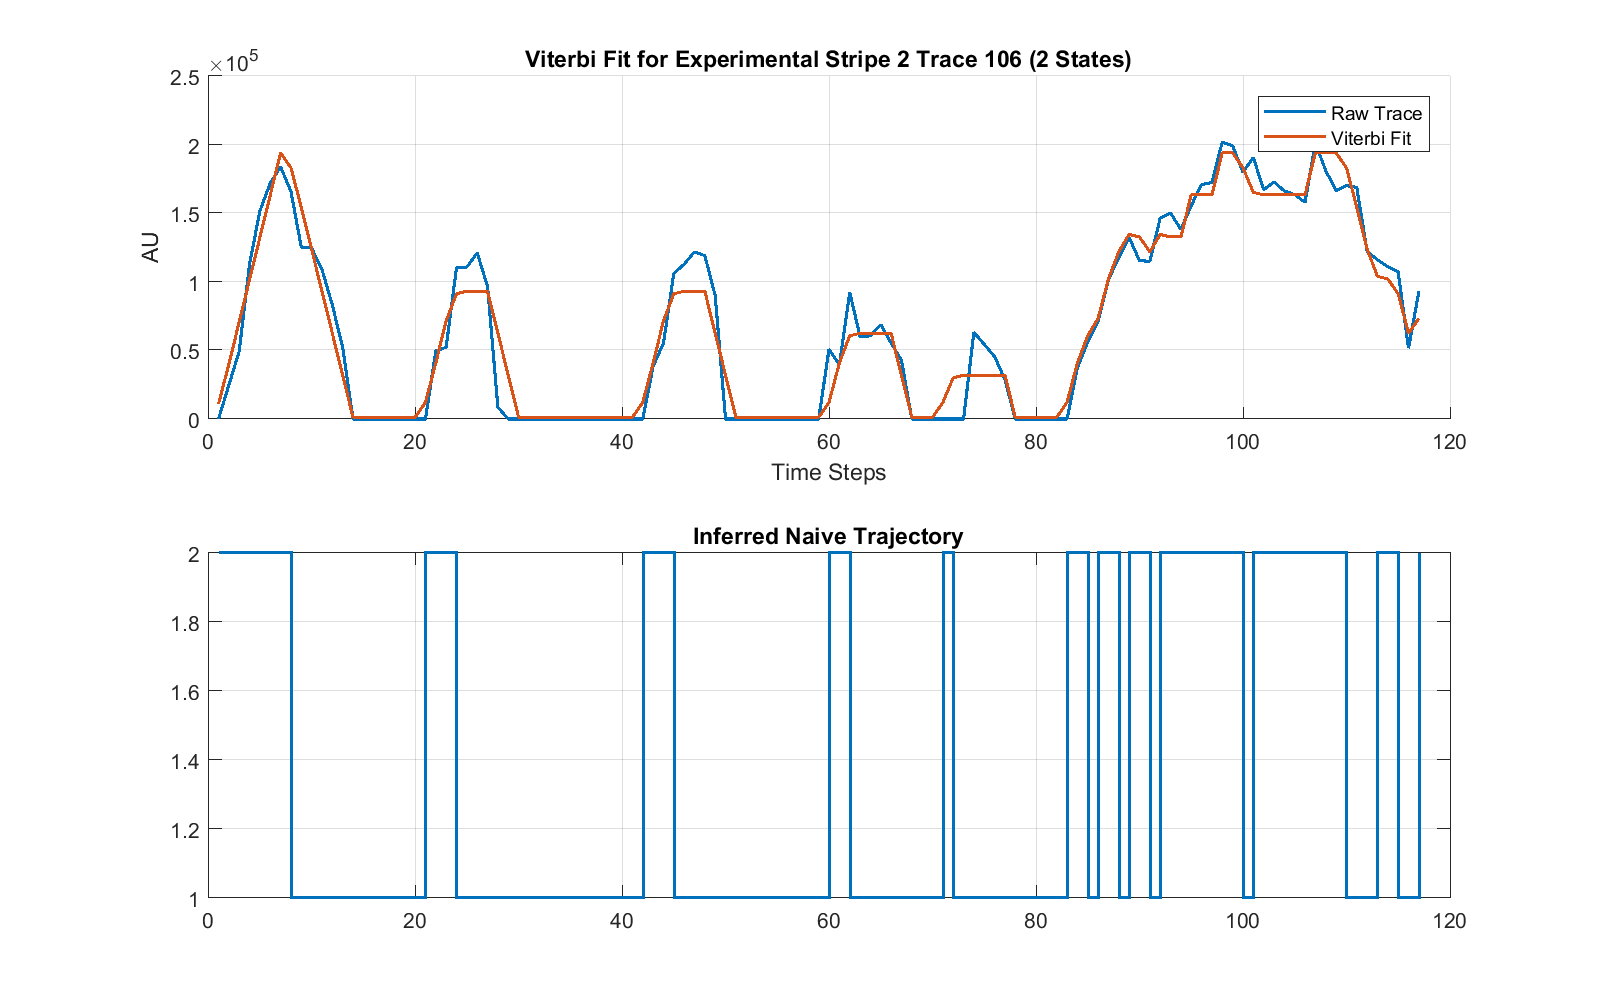 Viterbi Fit for Experimental Stripe 2 Trace 106 (2 States)
×10^5
2.5
2
1.5
1
0.5
0
AU
Raw Trace
Viterbi Fit
0 20 40 60 80 100 120
Time Steps
Inferred Naive Trajectory
2
1.8
1.6
1.4
1.2
1
0 20 40 60 80 100 120